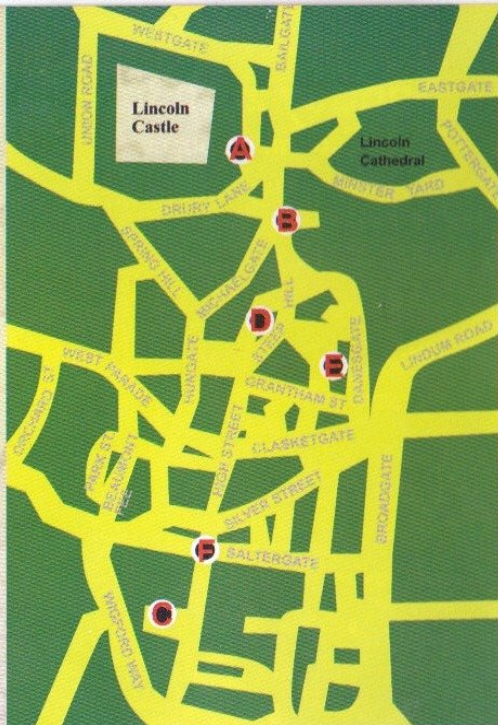 WESTGATE
BAILGATE
UNION ROAD
EASTGATE
Lincoln
Castle
POTTERGATE
A
Lincoln
Cathedral
MINSTER YARD
DRURY LANE
B
SPRING HILL
MICHAELGATE
STEEP HILL
D
E
DANESGATE
LINDUM ROAD
WEST PARADE
HUNGATE
GRANTHAM ST
ORCHARD ST
HIGH STREET
CLASKETGATE
PARK ST
BEAUMONT
FEE
SILVER STREET
BROADGATE
F
SALTERGATE
C
WIGFORD WAY